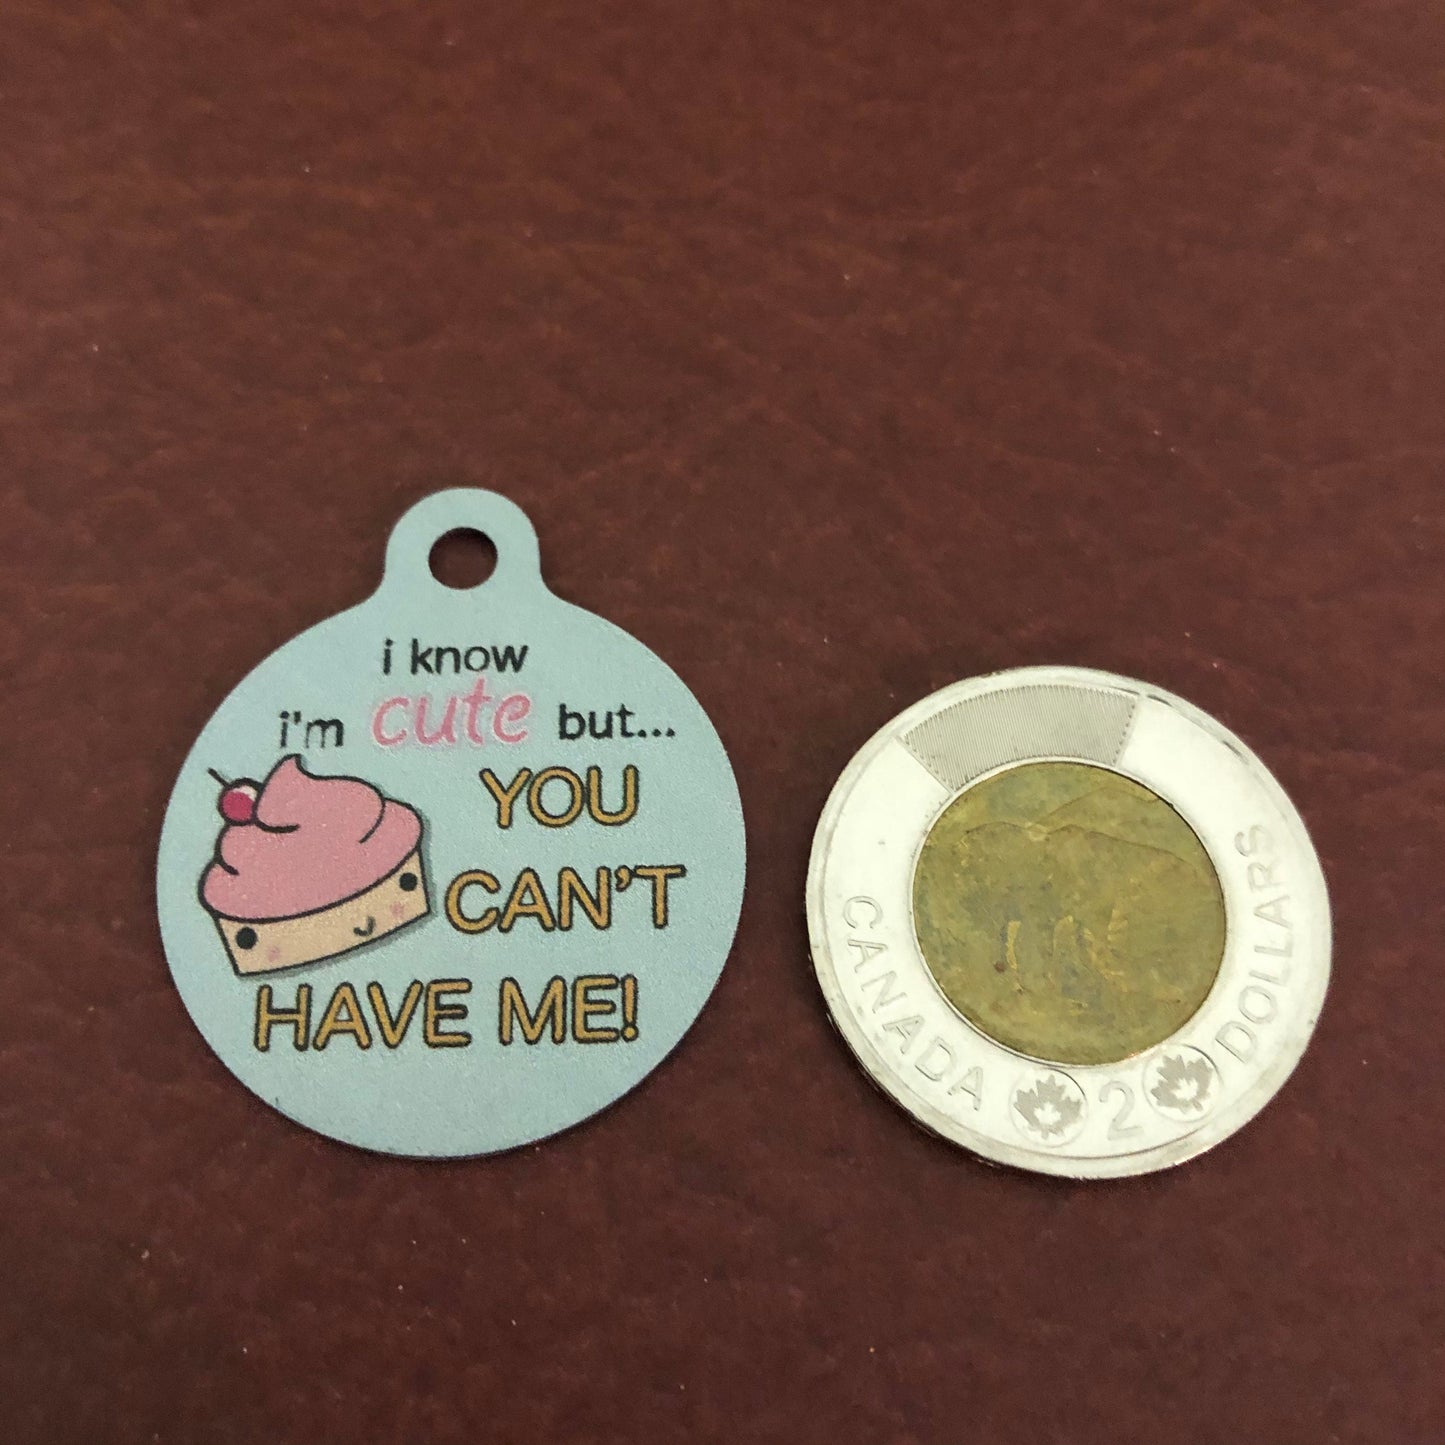 i know
i'm cute but...
YOU
CAN'T
HAVE ME!
CANADA 2 DOLLARS